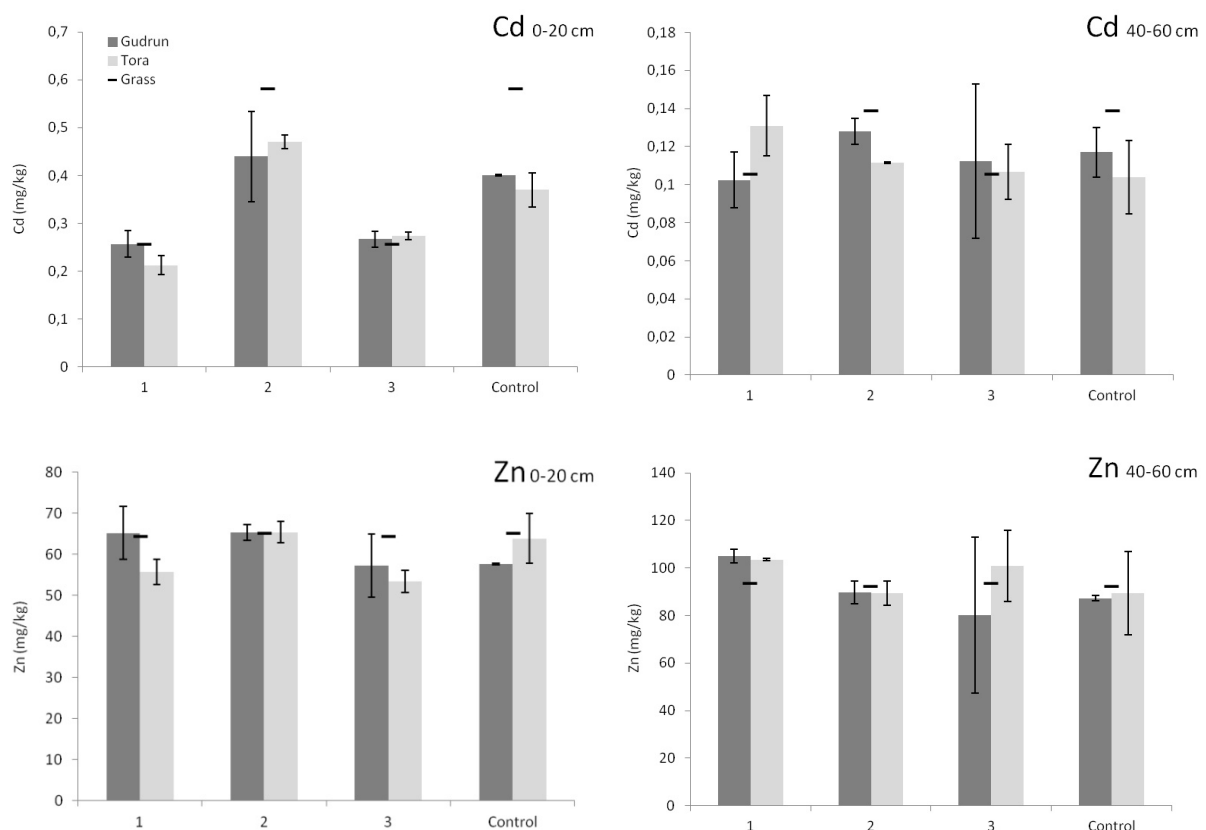 Cd 0-20 cm
0,7
0,6
0,5
0,4
0,3
0,2
0,1
0
Cd (mg/kg)
Gudrun
Tora
Grass
1 2 3 Control
Cd 40-60 cm
0,18
0,16
0,14
0,12
0,1
0,08
0,06
0,04
0,02
0
Cd (mg/kg)
1 2 3 Control
Zn 0-20 cm
80
70
60
50
40
30
20
10
0
Zn (mg/kg)
1 2 3 Control
Zn 40-60 cm
140
120
100
80
60
40
20
0
Zn (mg/kg)
1 2 3 Control